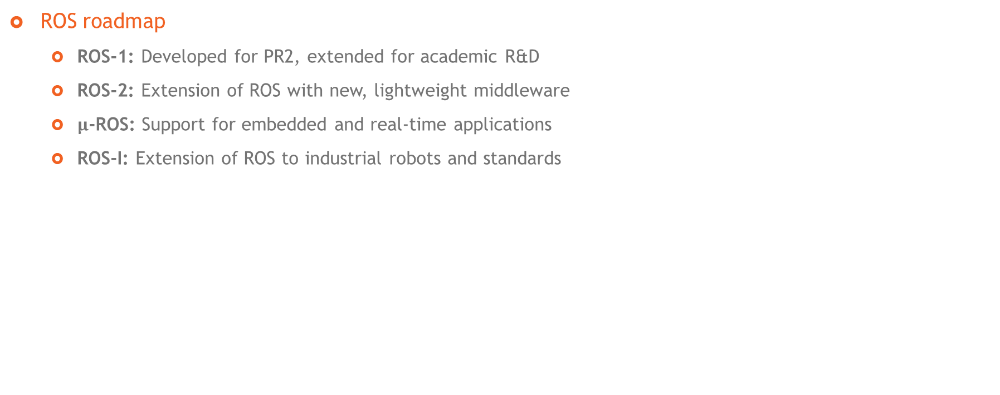 ROS roadmap
ROS-1: Developed for PR2, extended for academic R&D
ROS-2: Extension of ROS with new, lightweight middleware
μ-ROS: Support for embedded and real-time applications
ROS-I: Extension of ROS to industrial robots and standards